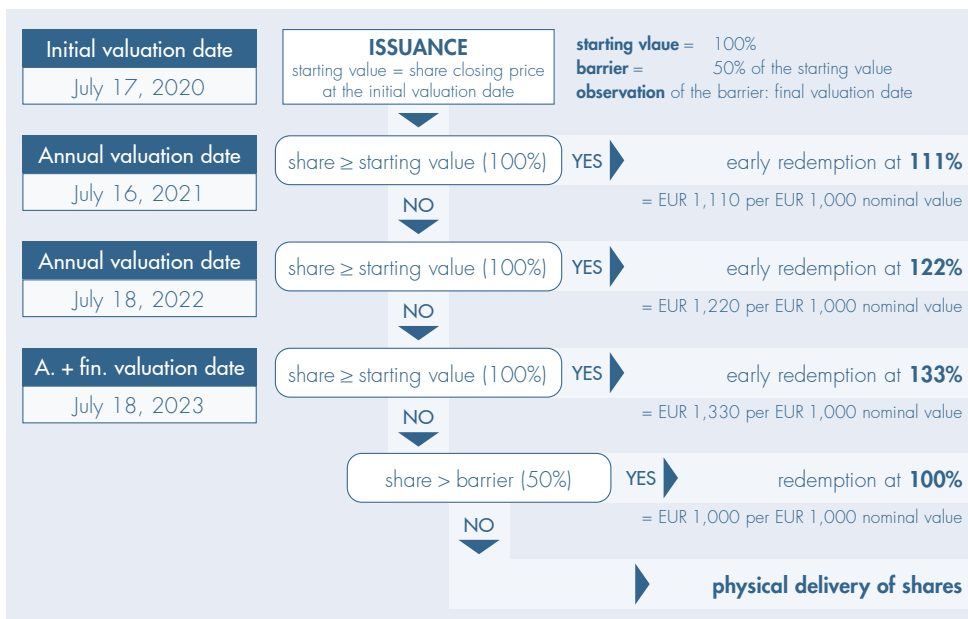 Initial valuation date
July 17, 2020
ISSUANCE
starting value = share closing price
at the initial valuation date
starting vlaue = 100%
barrier = 50% of the starting value
observation of the barrier: final valuation date
Annual valuation date
July 16, 2021
share ≥ starting value (100%)
YES
early redemption at 111%
= EUR 1,110 per EUR 1,000 nominal value
NO
Annual valuation date
July 18, 2022
share ≥ starting value (100%)
YES
early redemption at 122%
= EUR 1,220 per EUR 1,000 nominal value
NO
A. + fin. valuation date
July 18, 2023
share ≥ starting value (100%)
YES
early redemption at 133%
= EUR 1,330 per EUR 1,000 nominal value
NO
share > barrier (50%)
YES
redemption at 100%
= EUR 1,000 per EUR 1,000 nominal value
NO
physical delivery of shares